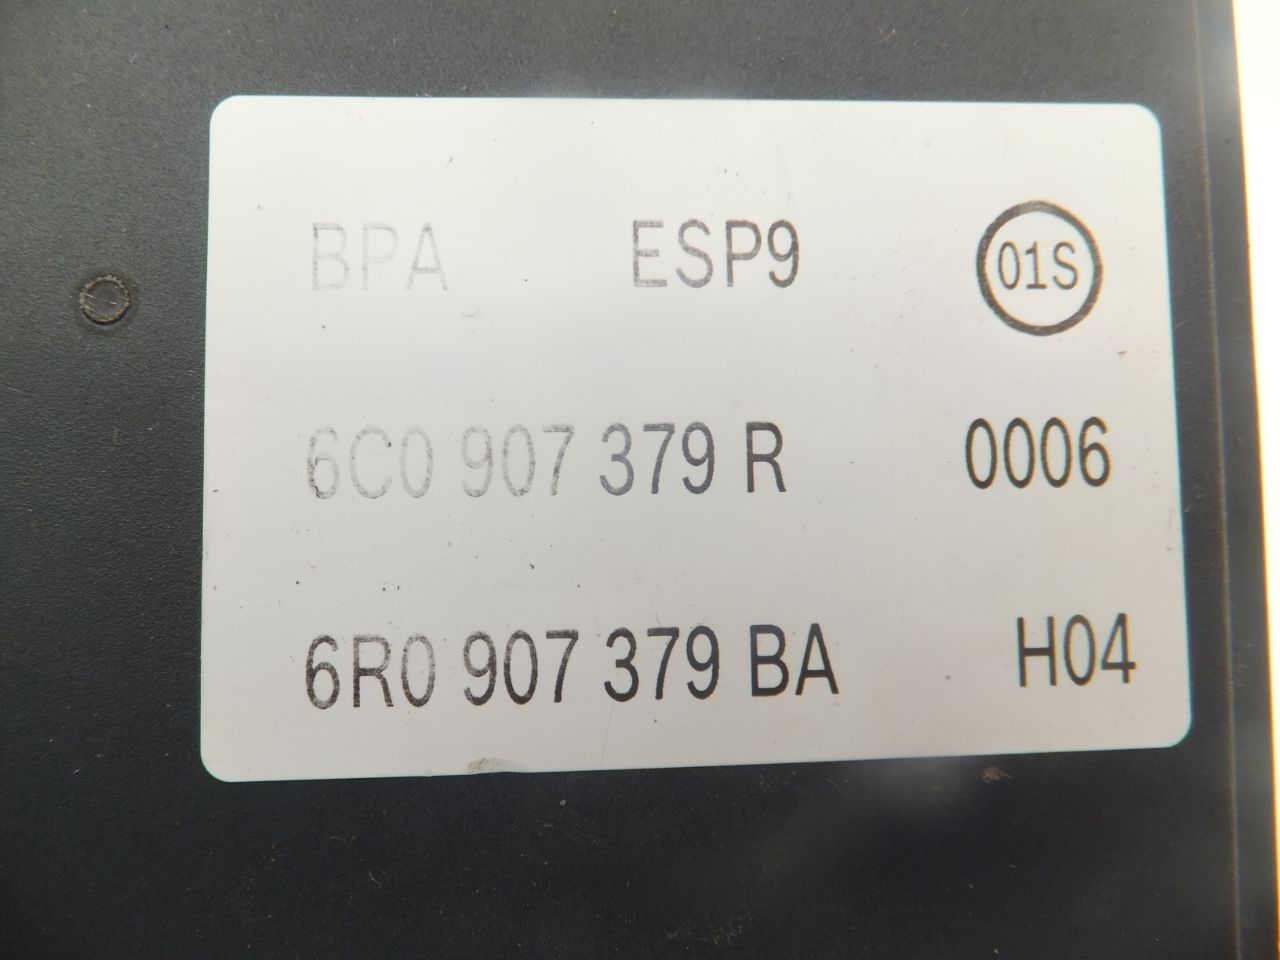 BPA ESP9 01S
6C0 907 379 R 0006
6R0 907 379 BA H04